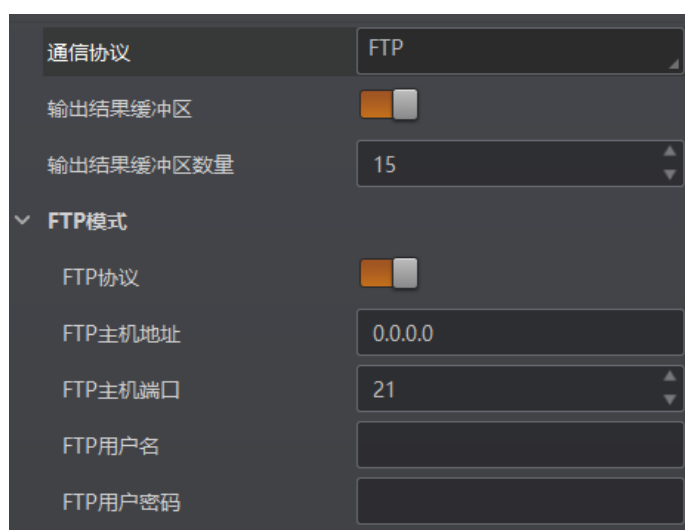 通信协议 FTP
输出结果缓冲区
输出结果缓冲区数量 15
FTP模式
FTP协议
FTP主机地址 0.0.0.0
FTP主机端口 21
FTP用户名
FTP用户密码